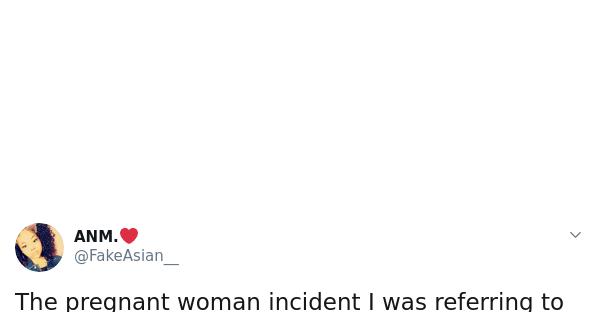 ANM.❤
@FakeAsian__
The pregnant woman incident I was referring to